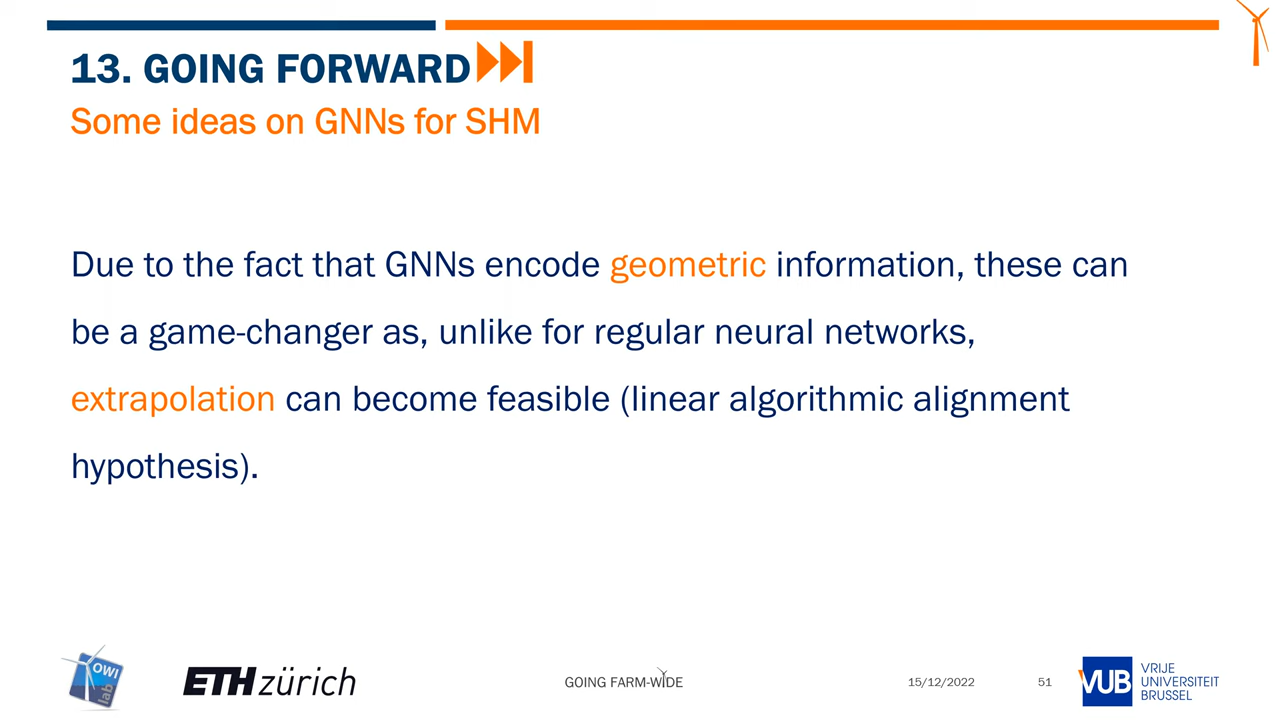 13. GOING FORWARD
Some ideas on GNNs for SHM
Due to the fact that GNNs encode geometric information, these can
be a game-changer as, unlike for regular neural networks,
extrapolation can become feasible (linear algorithmic alignment
hypothesis).
OWI
lab
ETH zürich
GOING FARM-WIDE
15/12/2022
51
VUB
VRIJE
UNIVERSITEIT
BRUSSEL